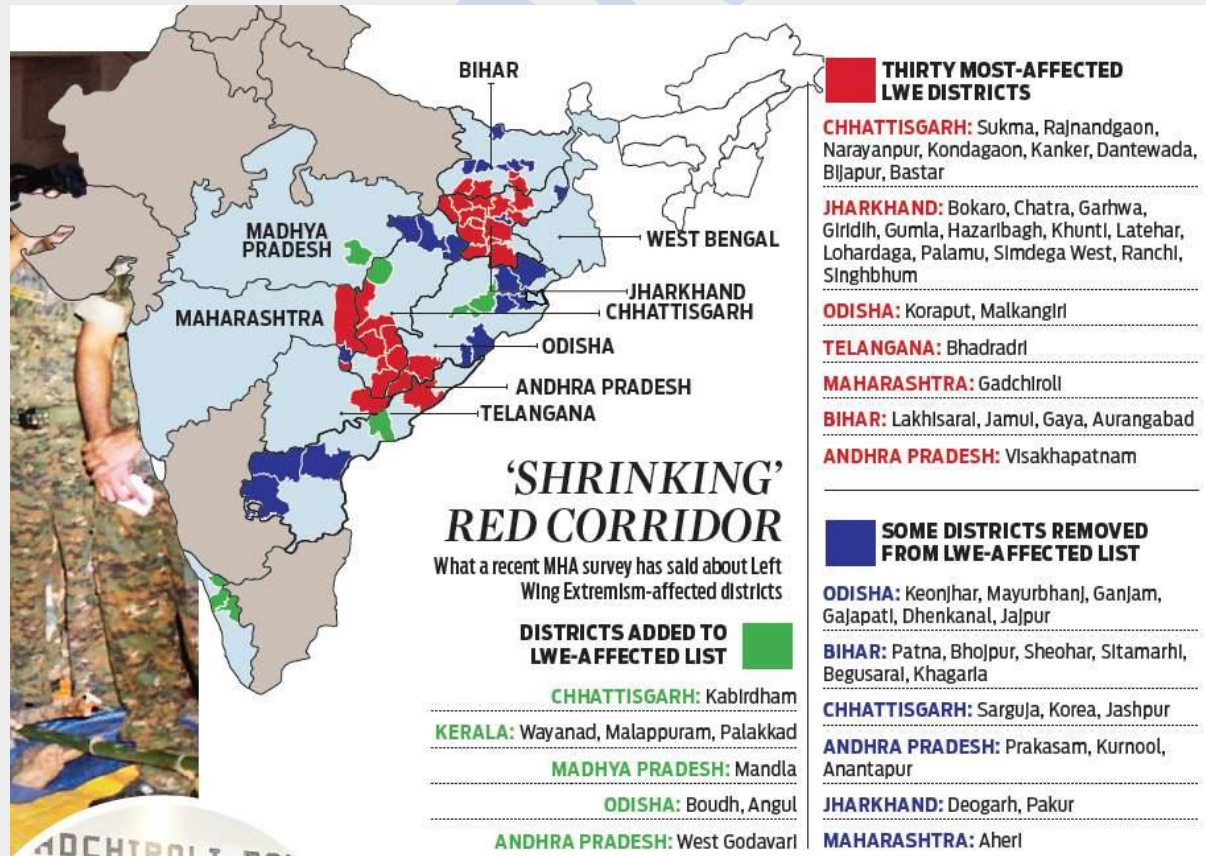 BIHAR
MADHYA
PRADESH
WEST BENGAL
MAHARASHTRA
JHARKHAND
CHHATTISGARH
ODISHA
ANDHRA PRADESH
TELANGANA
'SHRINKING'
RED CORRIDOR
What a recent MHA survey has said about Left
Wing Extremism-affected districts
DISTRICTS ADDED TO
LWE-AFFECTED LIST
CHHATTISGARH: Kabirdham
KERALA: Wayanad, Malappuram, Palakkad
MADHYA PRADESH: Mandla
ODISHA: Boudh, Angul
ANDHRA PRADESH: West Godavari
THIRTY MOST-AFFECTED
LWE DISTRICTS
CHHATTISGARH: Sukma, Rajnandgaon,
Narayanpur, Kondagaon, Kanker, Dantewada,
Bijapur, Bastar
JHARKHAND: Bokaro, Chatra, Garhwa,
Giridih, Gumla, Hazaribagh, Khunti, Latehar,
Lohardaga, Palamu, Simdega West, Ranchi,
Singhbhum
ODISHA: Koraput, Malkangiri
TELANGANA: Bhadradri
MAHARASHTRA: Gadchiroli
BIHAR: Lakhisarai, Jamui, Gaya, Aurangabad
ANDHRA PRADESH: Visakhapatnam
SOME DISTRICTS REMOVED
FROM LWE-AFFECTED LIST
ODISHA: Keonjhar, Mayurbhanj, Ganjam,
Gajapati, Dhenkanal, Jajpur
BIHAR: Patna, Bhojpur, Sheohar, Sitamarhi,
Begusarai, Khagaria
CHHATTISGARH: Sarguja, Korea, Jashpur
ANDHRA PRADESH: Prakasam, Kurnool,
Anantapur
JHARKHAND: Deogarh, Pakur
MAHARASHTRA: Aheri